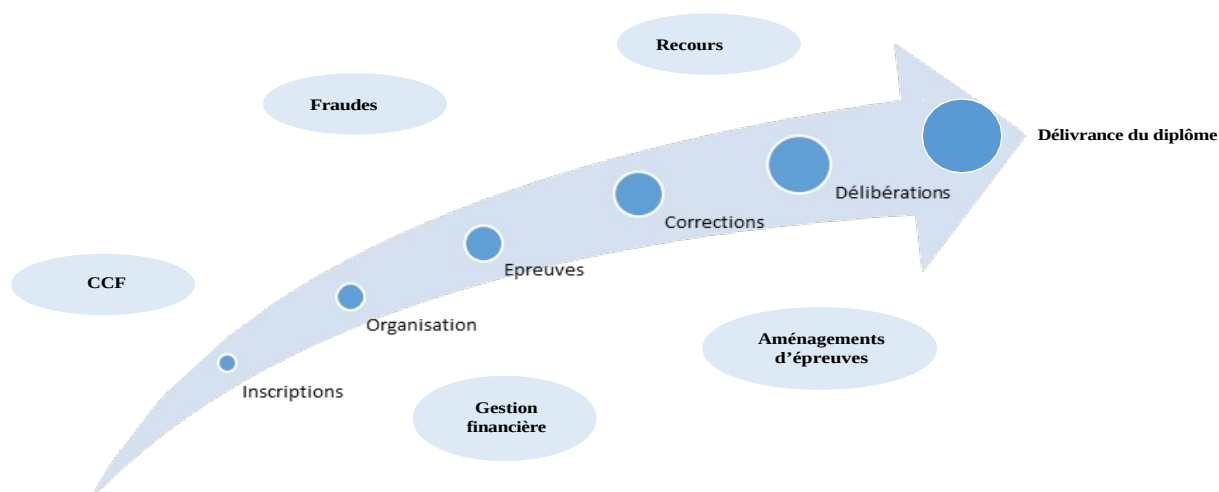 Recours
Fraudes
Délivrance du diplôme
Délibérations
Corrections
Epreuves
CCF
Organisation
Aménagements
d’épreuves
Inscriptions
Gestion
financière